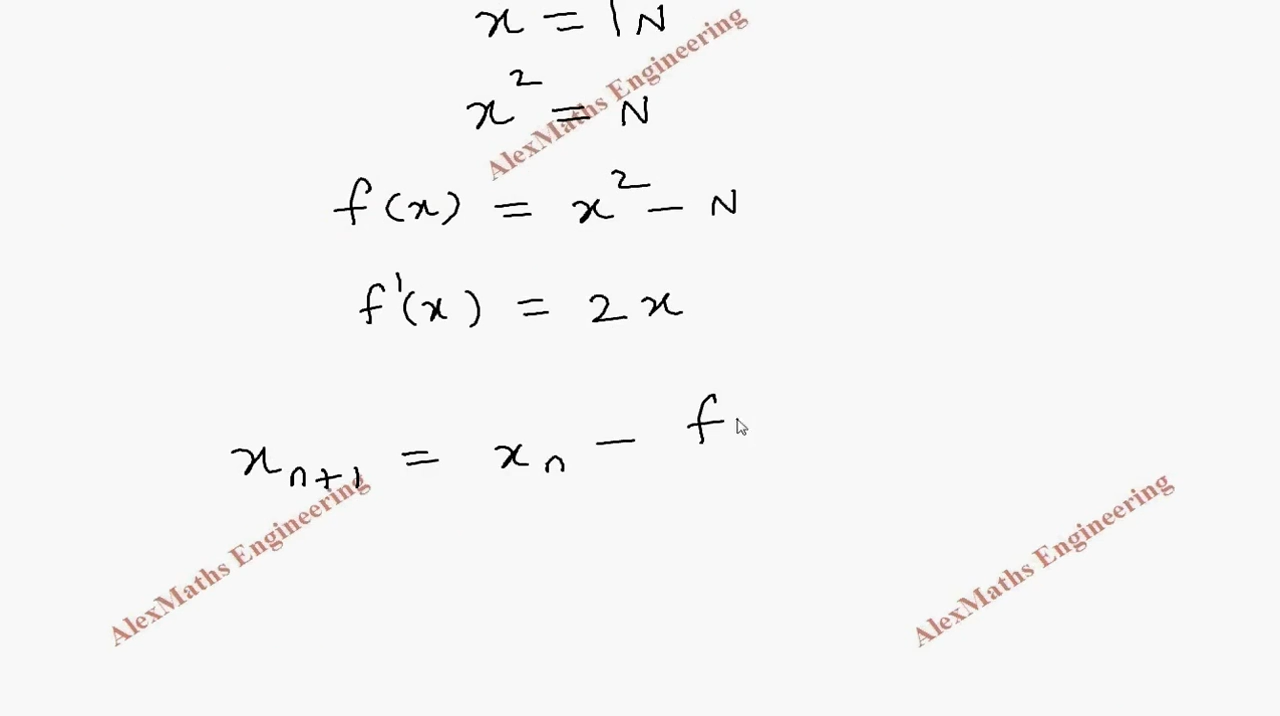 x = √N
x² = N
AlexMaths Engineering
f(x) = x² - N
f'(x) = 2x
xₙ₊₁ = xₙ - f
AlexMaths Engineering
AlexMaths Engineering